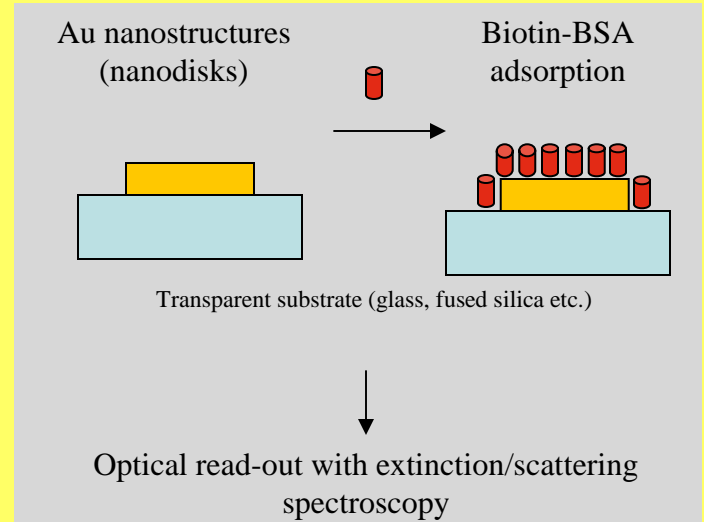 Au nanostructures
(nanodisks)
Biotin-BSA
adsorption
Transparent substrate (glass, fused silica etc.)
Optical read-out with extinction/scattering
spectroscopy